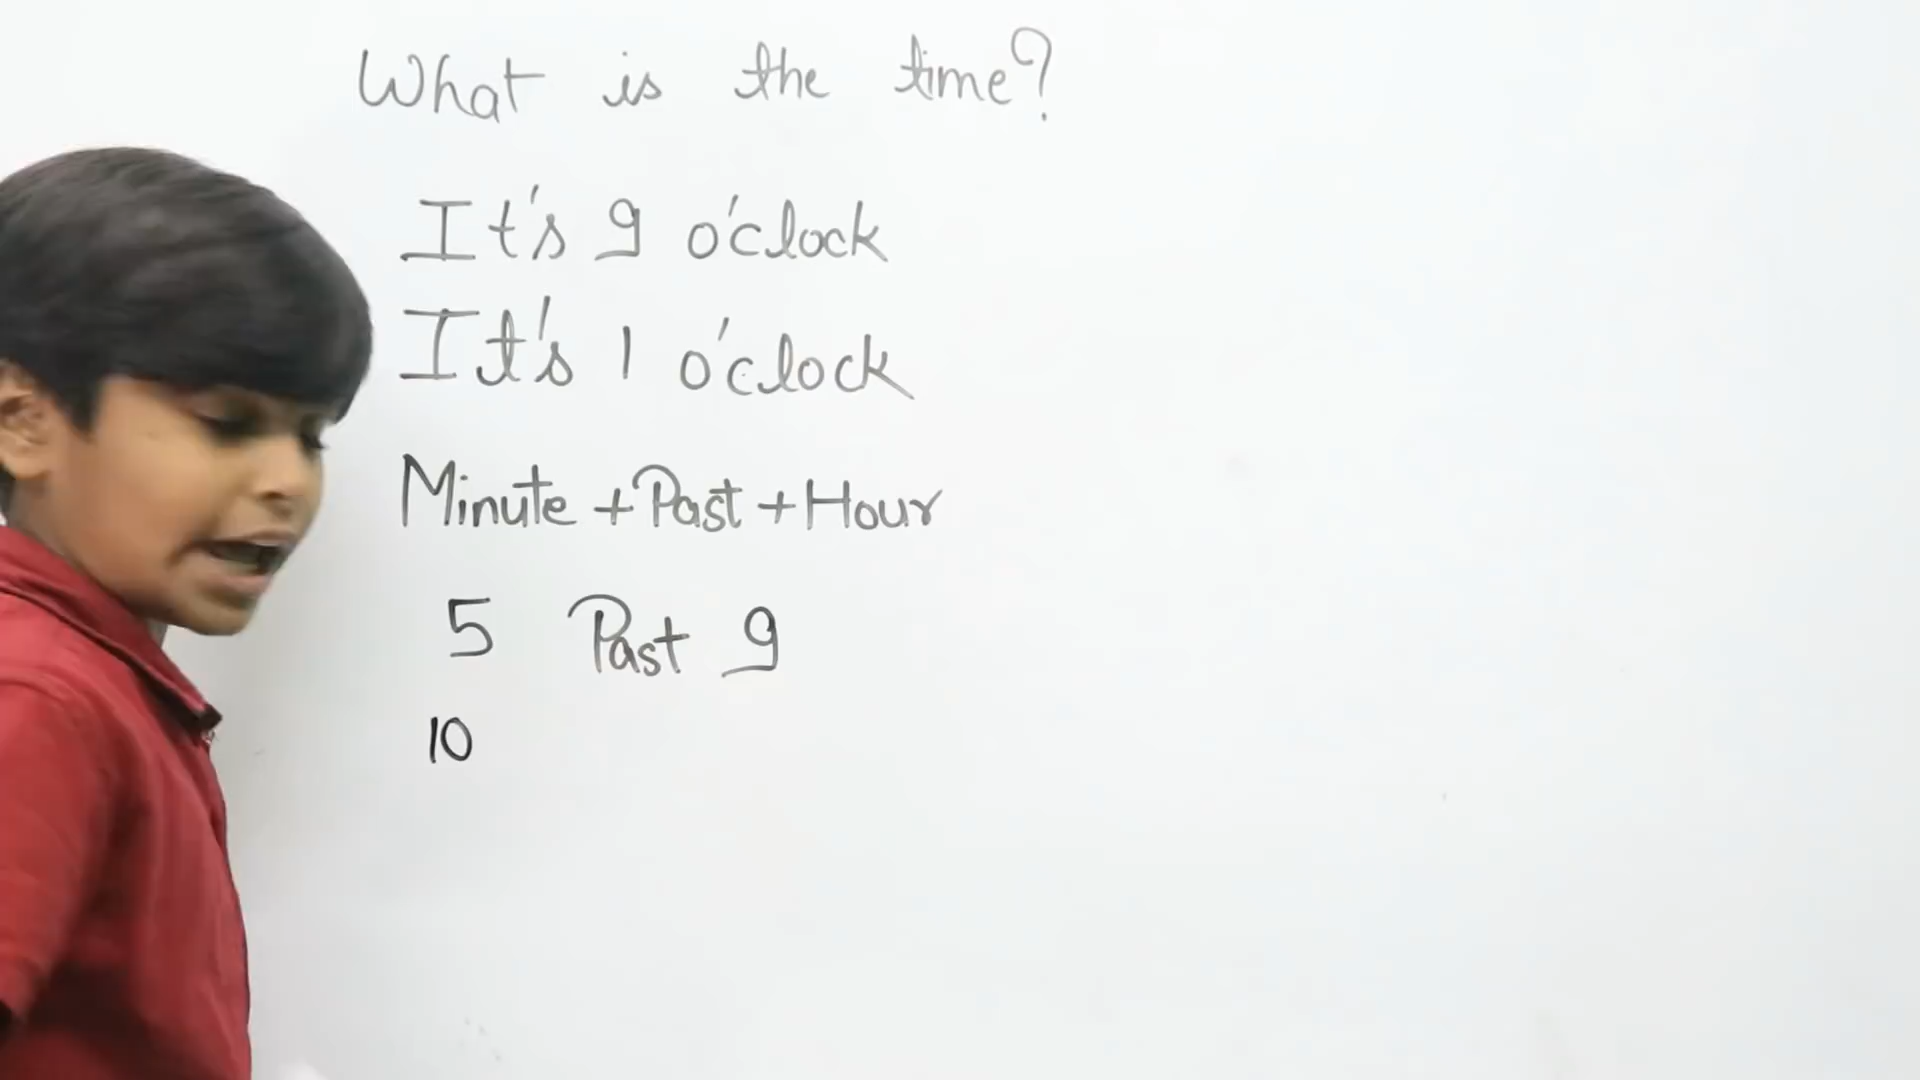 What is the time?
It's 9 o'clock
It's 1 o'clock
Minute + Past + Hour
5 Past 9
10